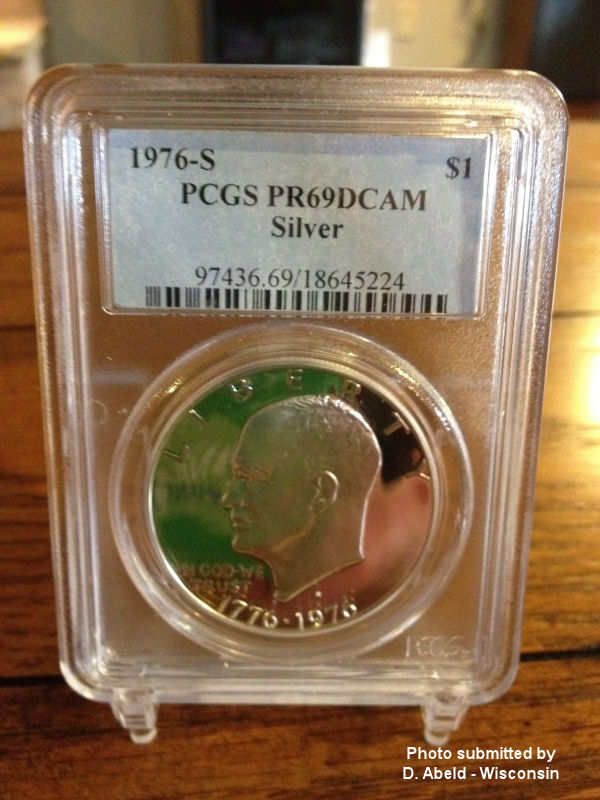 1976-S $1
PCGS PR69DCAM
Silver
97436.69/18645224
LIBERTY
IN GOD WE
TRUST
1776-1976
PCGS
Photo submitted by
D. Abeld - Wisconsin